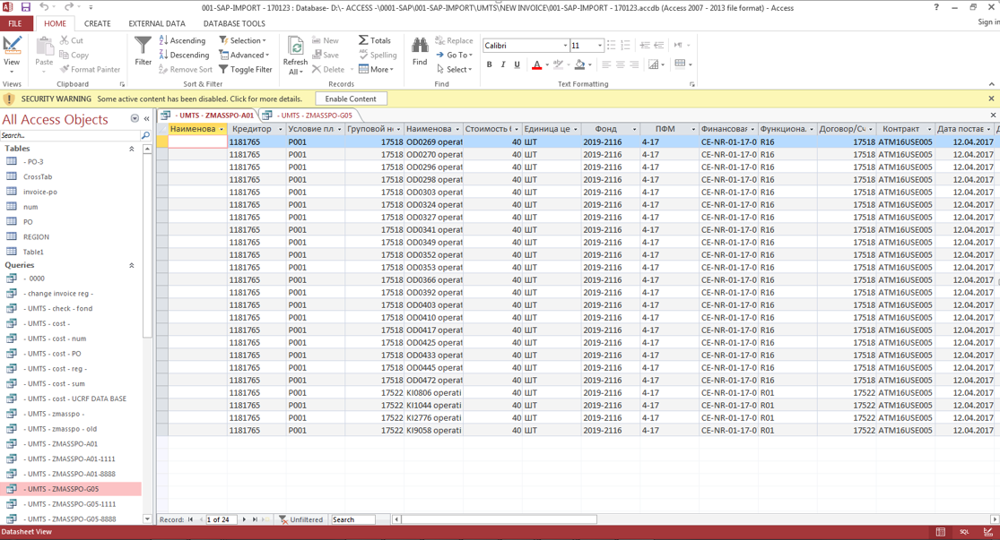 001-SAP-IMPORT - 170123 : Database- D:\- ACCESS -\0001-SAP\001-SAP-IMPORT\UMTS\NEW INVOICE\001-SAP-IMPORT - 170123.accdb (Access 2007 - 2013 file format) - Access
Sign in
FILE HOME CREATE EXTERNAL DATA DATABASE TOOLS
View Paste Cut Copy Format Painter
Filter Ascending Descending Remove Sort Selection Advanced Toggle Filter
Refresh All New Save Delete Totals Spelling More
Find Replace Go To Select
Calibri 11
B I U A
Views Clipboard Sort & Filter Records Find Text Formatting
SECURITY WARNING Some active content has been disabled. Click for more details. Enable Content
All Access Objects
Search...
Tables
- PO-3
CrossTab
invoice-po
num
PO
REGION
Table1
Queries
- 0000
- change invoice reg -
- UMTS - check - fond
- UMTS - cost -
- UMTS - cost - num
- UMTS - cost - PO
- UMTS - cost - reg -
- UMTS - cost - sum
- UMTS - cost - UCRF DATA BASE
- UMTS - zmasspo -
- UMTS - zmasspo - old
- UMTS - ZMASSPO-A01
- UMTS - ZMASSPO-A01-1111
- UMTS - ZMASSPO-A01-8888
- UMTS - ZMASSPO-G05
- UMTS - ZMASSPO-G05-1111
- UMTS - ZMASSPO-G05-8888
- UMTS - ZMASSPO-A01 - UMTS - ZMASSPO-G05
Наименова Кредитор Условие пл Груповой не Наименова Стоимость б Единица це Фонд ПФМ Финансовая Функциона. Договор/Сч Контракт Дата постав
1181765 P001 17518 OD0269 operat 40 ШТ 2019-2116 4-17 CE-NR-01-17-0 R16 17518 ATM16USE005 12.04.2017
1181765 P001 17518 OD0270 operat 40 ШТ 2019-2116 4-17 CE-NR-01-17-0 R16 17518 ATM16USE005 12.04.2017
1181765 P001 17518 OD0296 operat 40 ШТ 2019-2116 4-17 CE-NR-01-17-0 R16 17518 ATM16USE005 12.04.2017
1181765 P001 17518 OD0298 operat 40 ШТ 2019-2116 4-17 CE-NR-01-17-0 R16 17518 ATM16USE005 12.04.2017
1181765 P001 17518 OD0303 operat 40 ШТ 2019-2116 4-17 CE-NR-01-17-0 R16 17518 ATM16USE005 12.04.2017
1181765 P001 17518 OD0324 operat 40 ШТ 2019-2116 4-17 CE-NR-01-17-0 R16 17518 ATM16USE005 12.04.2017
1181765 P001 17518 OD0327 operat 40 ШТ 2019-2116 4-17 CE-NR-01-17-0 R16 17518 ATM16USE005 12.04.2017
1181765 P001 17518 OD0341 operat 40 ШТ 2019-2116 4-17 CE-NR-01-17-0 R16 17518 ATM16USE005 12.04.2017
1181765 P001 17518 OD0349 operat 40 ШТ 2019-2116 4-17 CE-NR-01-17-0 R16 17518 ATM16USE005 12.04.2017
1181765 P001 17518 OD0352 operat 40 ШТ 2019-2116 4-17 CE-NR-01-17-0 R16 17518 ATM16USE005 12.04.2017
1181765 P001 17518 OD0353 operat 40 ШТ 2019-2116 4-17 CE-NR-01-17-0 R16 17518 ATM16USE005 12.04.2017
1181765 P001 17518 OD0366 operat 40 ШТ 2019-2116 4-17 CE-NR-01-17-0 R16 17518 ATM16USE005 12.04.2017
1181765 P001 17518 OD0392 operat 40 ШТ 2019-2116 4-17 CE-NR-01-17-0 R16 17518 ATM16USE005 12.04.2017
1181765 P001 17518 OD0403 operat 40 ШТ 2019-2116 4-17 CE-NR-01-17-0 R16 17518 ATM16USE005 12.04.2017
1181765 P001 17518 OD0410 operat 40 ШТ 2019-2116 4-17 CE-NR-01-17-0 R16 17518 ATM16USE005 12.04.2017
1181765 P001 17518 OD0417 operat 40 ШТ 2019-2116 4-17 CE-NR-01-17-0 R16 17518 ATM16USE005 12.04.2017
1181765 P001 17518 OD0425 operat 40 ШТ 2019-2116 4-17 CE-NR-01-17-0 R16 17518 ATM16USE005 12.04.2017
1181765 P001 17518 OD0433 operat 40 ШТ 2019-2116 4-17 CE-NR-01-17-0 R16 17518 ATM16USE005 12.04.2017
1181765 P001 17518 OD0445 operat 40 ШТ 2019-2116 4-17 CE-NR-01-17-0 R16 17518 ATM16USE005 12.04.2017
1181765 P001 17518 OD0472 operat 40 ШТ 2019-2116 4-17 CE-NR-01-17-0 R16 17518 ATM16USE005 12.04.2017
1181765 P001 17522 KI0806 operati 40 ШТ 2019-2116 4-17 CE-NR-01-17-0 R01 17522 ATM16USE005 12.04.2017
1181765 P001 17522 KI1044 operati 40 ШТ 2019-2116 4-17 CE-NR-01-17-0 R01 17522 ATM16USE005 12.04.2017
1181765 P001 17522 KI2776 operati 40 ШТ 2019-2116 4-17 CE-NR-01-17-0 R01 17522 ATM16USE005 12.04.2017
1181765 P001 17522 KI9058 operati 40 ШТ 2019-2116 4-17 CE-NR-01-17-0 R01 17522 ATM16USE005 12.04.2017
Record: 1 of 24 Unfiltered Search
Datasheet View SQL